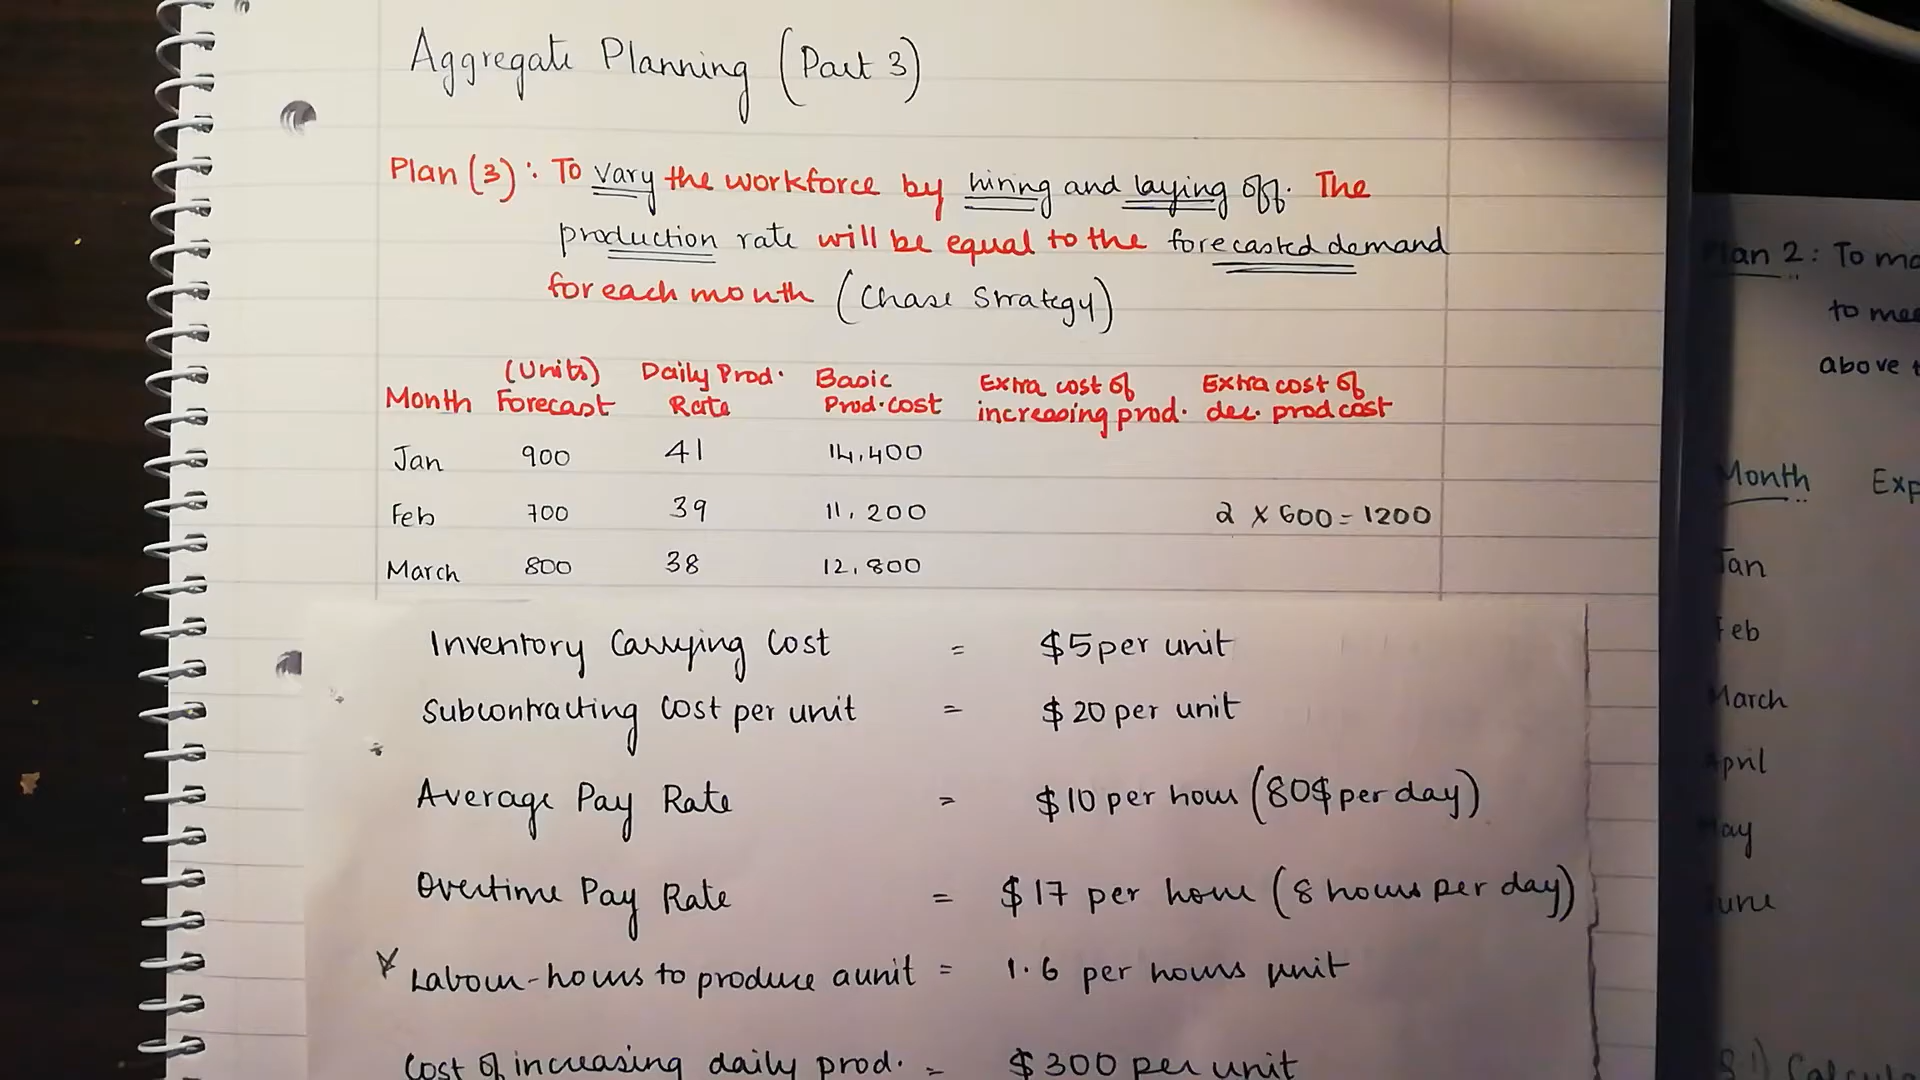 Aggregate Planning (Part 3)
Plan (3): To vary the workforce by hiring and laying off. The
production rate will be equal to the forecasted demand
for each month (Chase Strategy)
Month (Units) Forecast Daily Prod. Rate Basic Prod. cost Extra cost of increasing prod. Extra cost of dec. prod cost
Jan 900 41 14,400
Feb 700 39 11,200 2 x 600 = 1200
March 800 38 12,800
Inventory Carrying Cost = $5 per unit
Subcontracting Cost per unit = $20 per unit
Average Pay Rate = $10 per hour (80$ per day)
Overtime Pay Rate = $17 per hour (8 hours per day)
Labour-hours to produce a unit = 1.6 per hours unit
Cost of increasing daily prod. = $300 per unit
Plan 2: To
to
above
Month
Jan
Feb
March
April
May
June